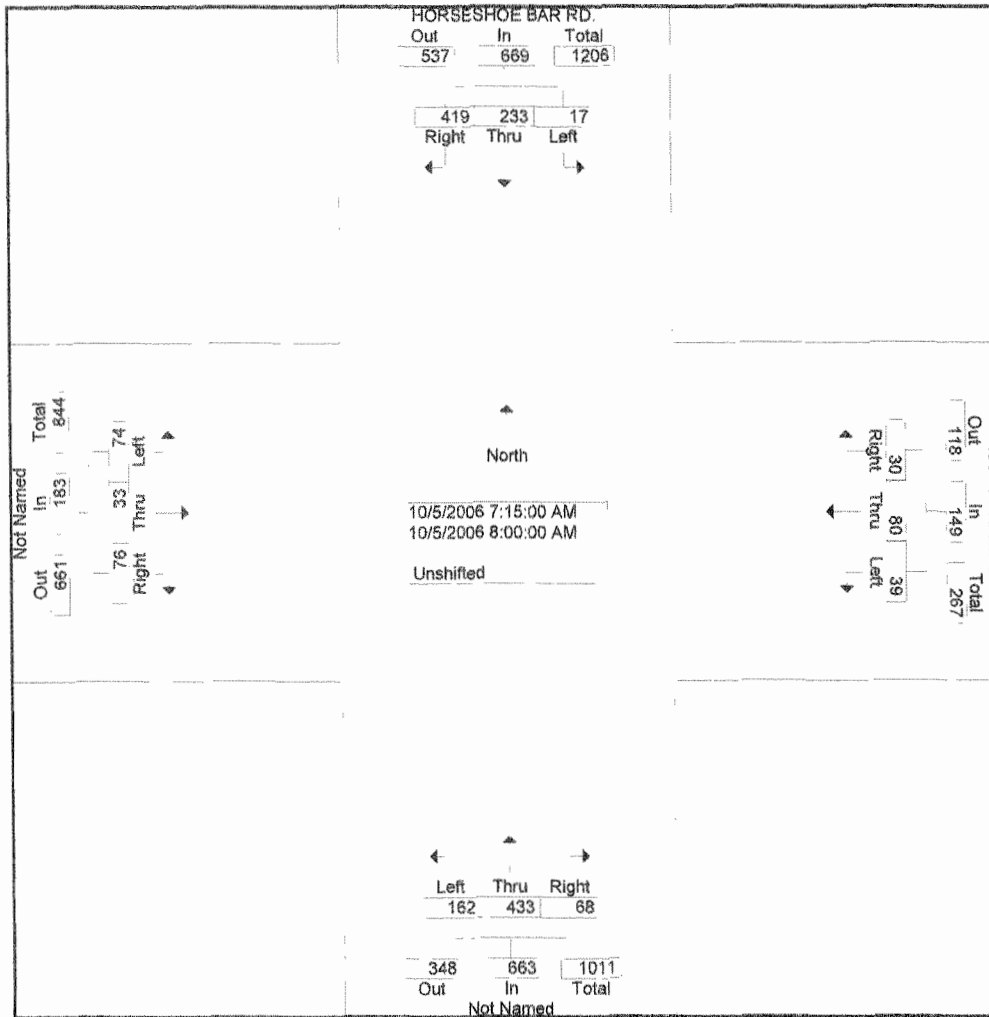 HORSESHOE BAR RD.
Out In Total
537 669 1206
419 233 17
Right Thru Left
Not Named
Out In Total
661 183 844
76 33 74
Right Thru Left
North
10/5/2006 7:15:00 AM
10/5/2006 8:00:00 AM
Unshifted
Right Thru Left
30 80 39
Out In Total
118 149 267
Left Thru Right
162 433 68
348 663 1011
Out In Total
Not Named